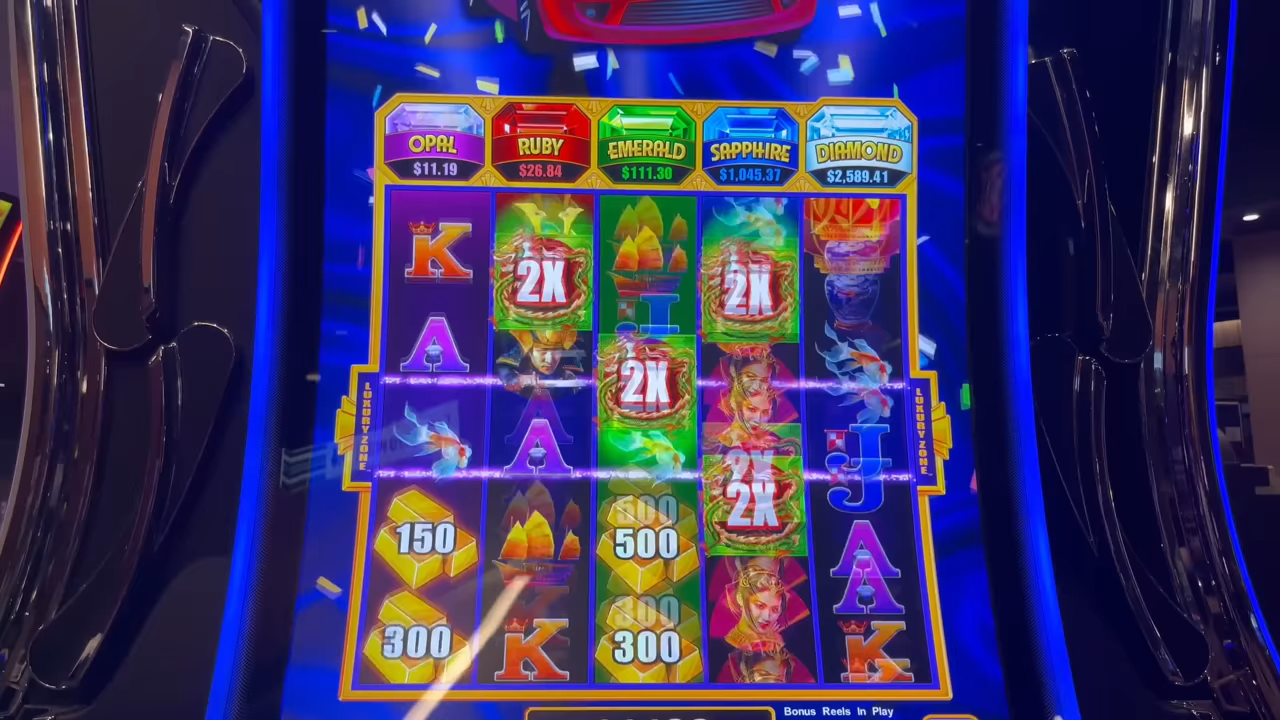 OPAL RUBY EMERALD SAPPHIRE DIAMOND
$11.19 $26.84 $111.30 $1,045.37 $2,589.41
K 2X 2X
A 2X
LUXURY ZONE LUXURY ZONE
A J
2X
2X
150 500 A
300 K 300 K
Bonus Reels In Play